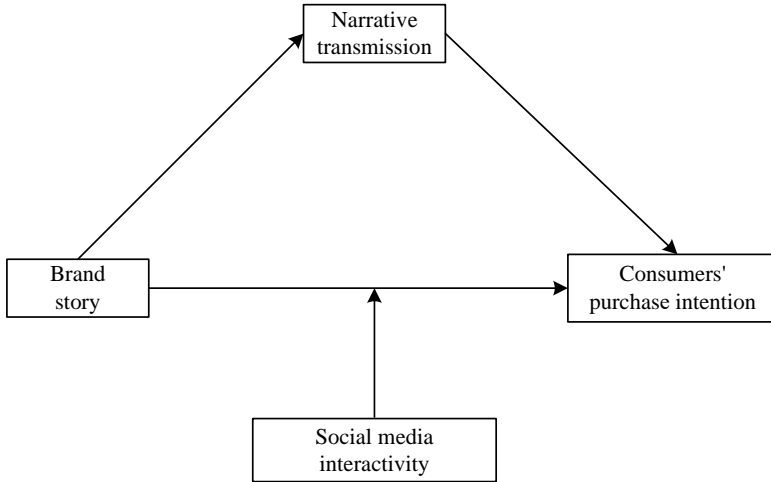 Narrative
transmission
Brand
story
Consumers'
purchase intention
Social media
interactivity